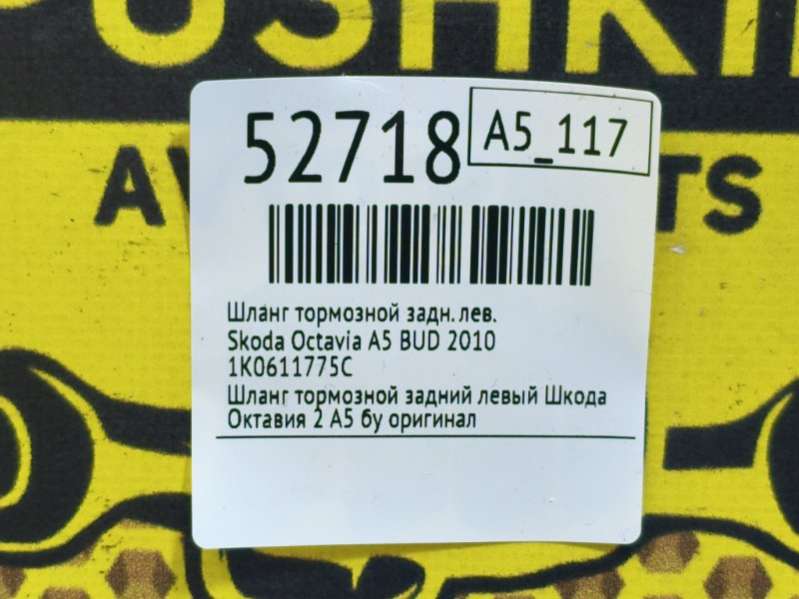 52718
A5_117
Шланг тормозной задн. лев.
Skoda Octavia A5 BUD 2010
1K0611775C
Шланг тормозной задний левый Шкода
Октавия 2 А5 бу оригинал